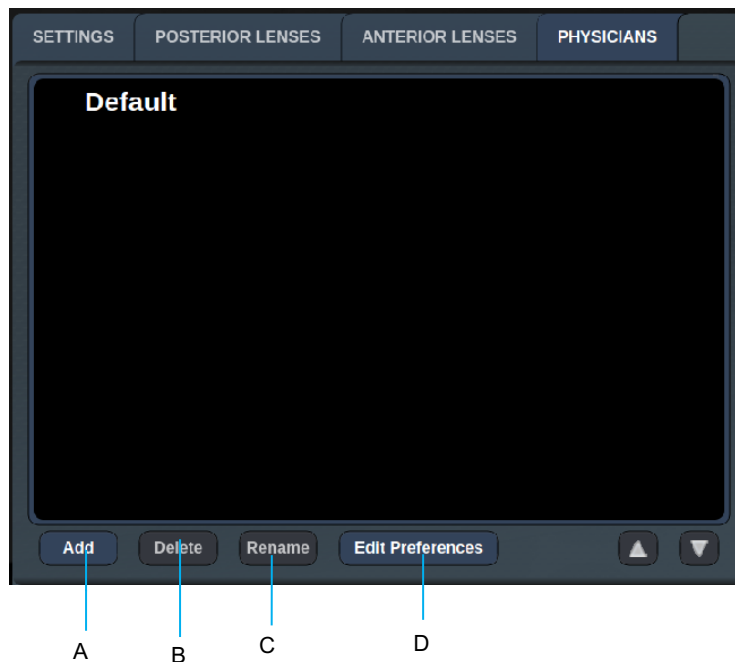 SETTINGS POSTERIOR LENSES ANTERIOR LENSES PHYSICIANS
Default
Add Delete Rename Edit Preferences
A B C D